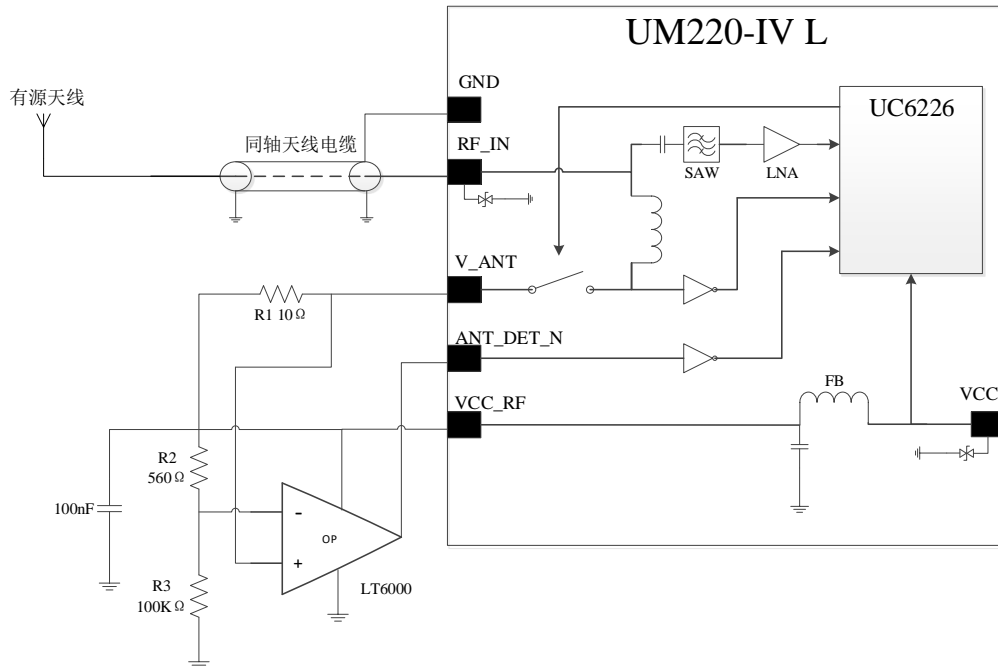 UM220-IV L
GND
有源天线
UC6226
同轴天线电缆
RF_IN
SAW
LNA
V_ANT
R1 10Ω
ANT_DET_N
FB
VCC_RF
VCC
R2
560Ω
100nF
-
OP
+
LT6000
R3
100KΩ